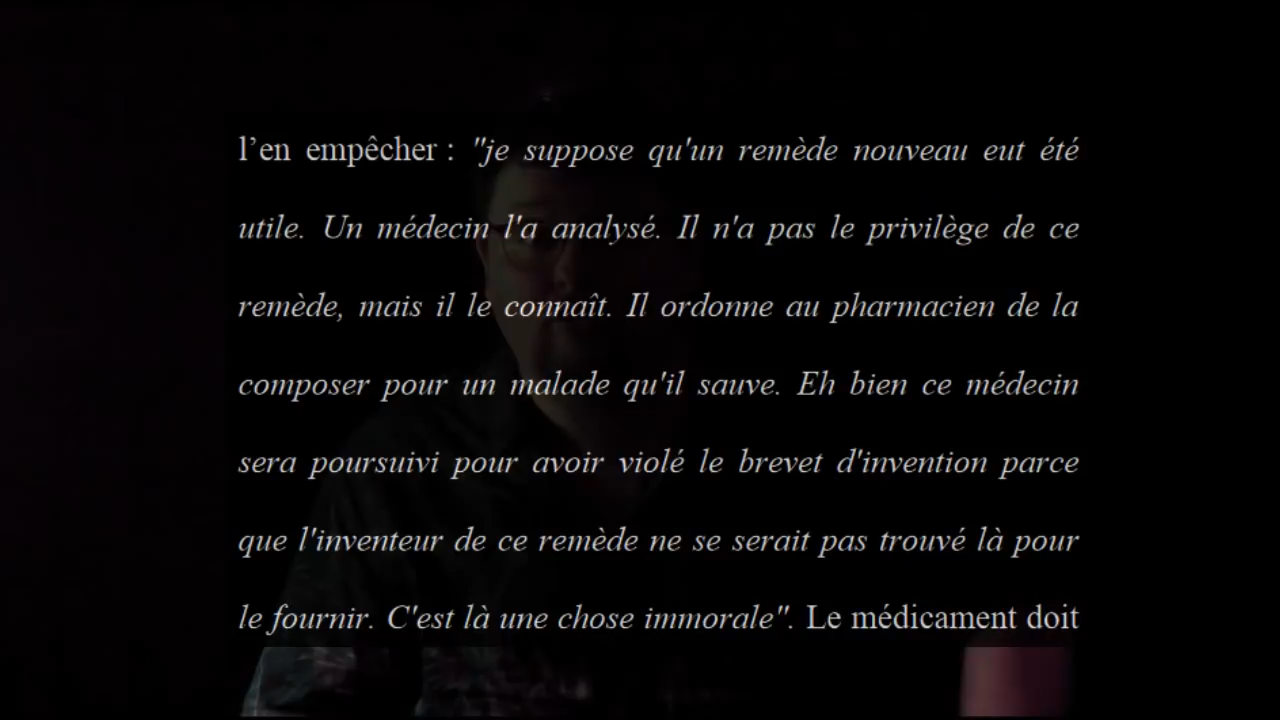 l’en empêcher : "je suppose qu'un remède nouveau eut été
utile. Un médecin l'a analysé. Il n'a pas le privilège de ce
remède, mais il le connaît. Il ordonne au pharmacien de la
composer pour un malade qu'il sauve. Eh bien ce médecin
sera poursuivi pour avoir violé le brevet d'invention parce
que l'inventeur de ce remède ne se serait pas trouvé là pour
le fournir. C'est là une chose immorale". Le médicament doit